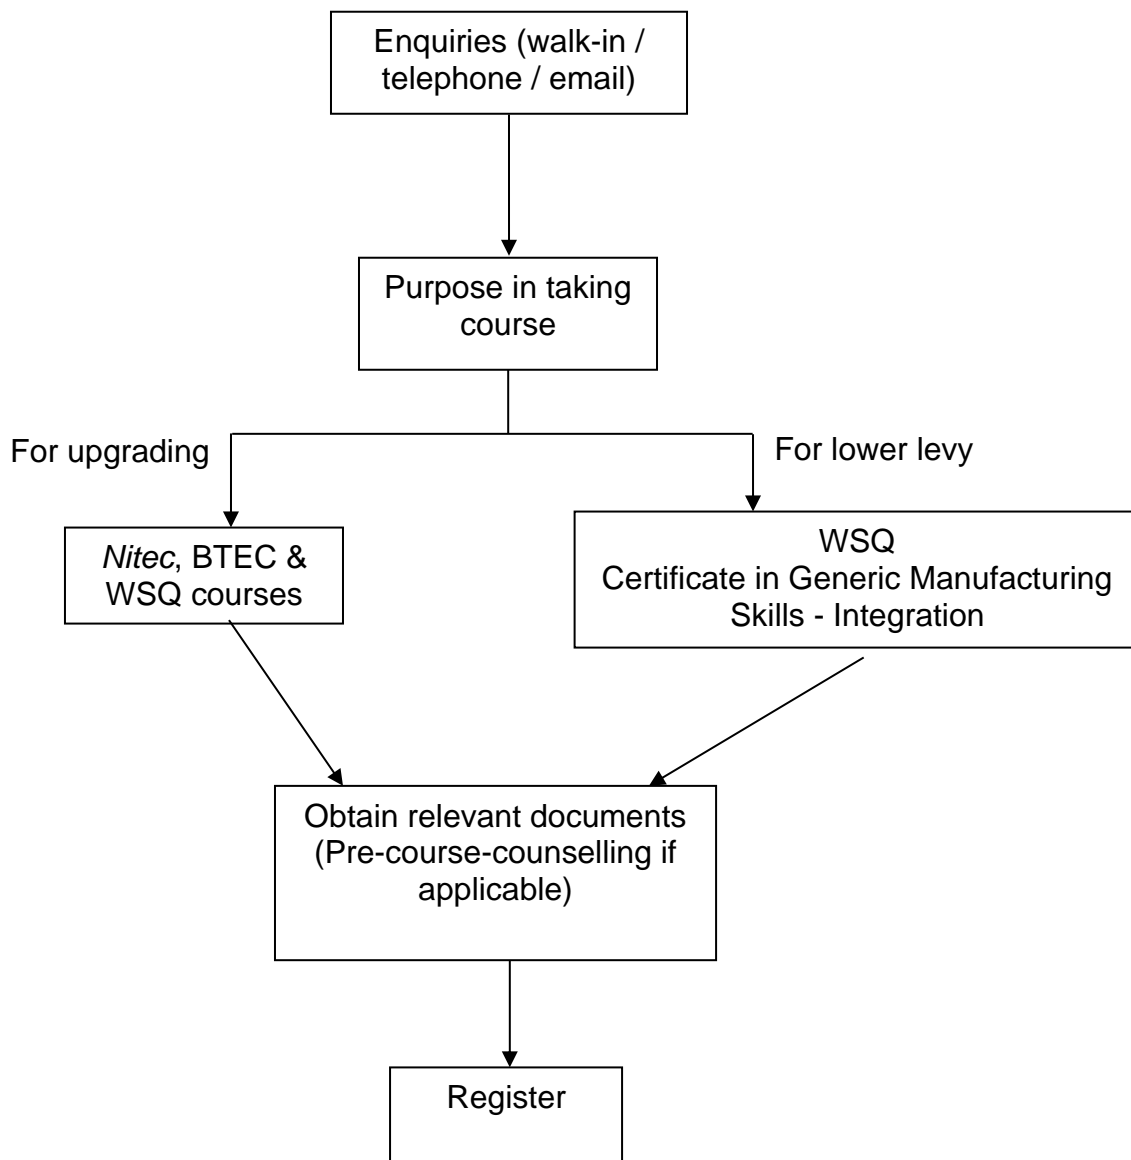 Enquiries (walk-in /
telephone / email)
Purpose in taking
course
For upgrading
For lower levy
Nitec, BTEC &
WSQ courses
WSQ
Certificate in Generic Manufacturing
Skills - Integration
Obtain relevant documents
(Pre-course-counselling if
applicable)
Register